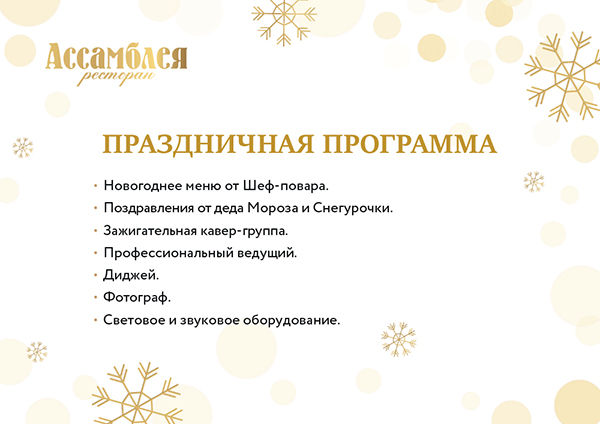 Ассамблея
ресторан
ПРАЗДНИЧНАЯ ПРОГРАММА
• Новогоднее меню от Шеф-повара.
• Поздравления от деда Мороза и Снегурочки.
• Зажигательная кавер-группа.
• Профессиональный ведущий.
• Диджей.
• Фотограф.
• Световое и звуковое оборудование.